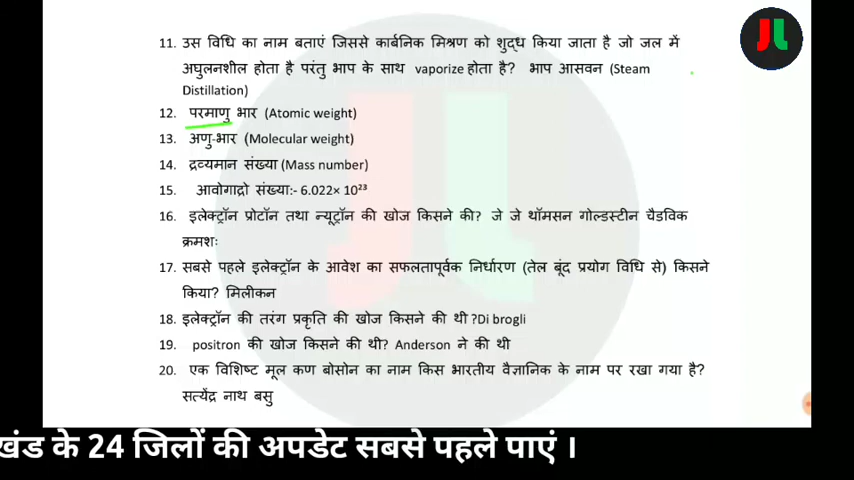 11. उस विधि का नाम बताएं जिससे कार्बनिक मिश्रण को शुद्ध किया जाता है जो जल में
अघुलनशील होता है परंतु भाप के साथ vaporize होता है? भाप आसवन (Steam
Distillation)
12. परमाणु भार (Atomic weight)
13. अणु-भार (Molecular weight)
14. द्रव्यमान संख्या (Mass number)
15. आवोगाद्रो संख्या:- 6.022× 10²³
16. इलेक्ट्रॉन प्रोटॉन तथा न्यूट्रॉन की खोज किसने की? जे जे थॉमसन गोल्डस्टीन चैडविक
क्रमशः
17. सबसे पहले इलेक्ट्रॉन के आवेश का सफलतापूर्वक निर्धारण (तेल बूंद प्रयोग विधि से) किसने
किया? मिलीकन
18. इलेक्ट्रॉन की तरंग प्रकृति की खोज किसने की थी ?Di brogli
19. positron की खोज किसने की थी? Anderson ने की थी
20. एक विशिष्ट मूल कण बोसोन का नाम किस भारतीय वैज्ञानिक के नाम पर रखा गया है?
सत्येंद्र नाथ बसु
खंड के 24 जिलों की अपडेट सबसे पहले पाएं ।